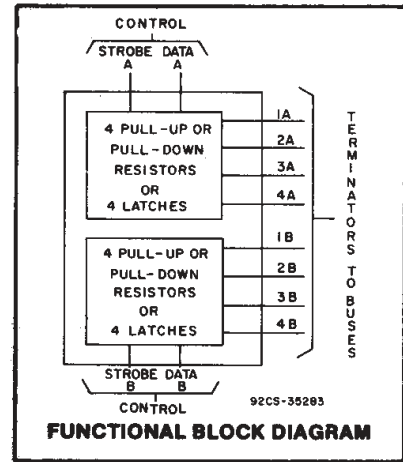 CONTROL
STROBE DATA
A A
4 PULL-UP OR
PULL-DOWN
RESISTORS
OR
4 LATCHES
1A
2A
3A
4A
4 PULL-UP OR
PULL-DOWN
RESISTORS
OR
4 LATCHES
1B
2B
3B
4B
TERMINATORS TO BUSES
STROBE DATA
B B
CONTROL
92CS-35283
FUNCTIONAL BLOCK DIAGRAM